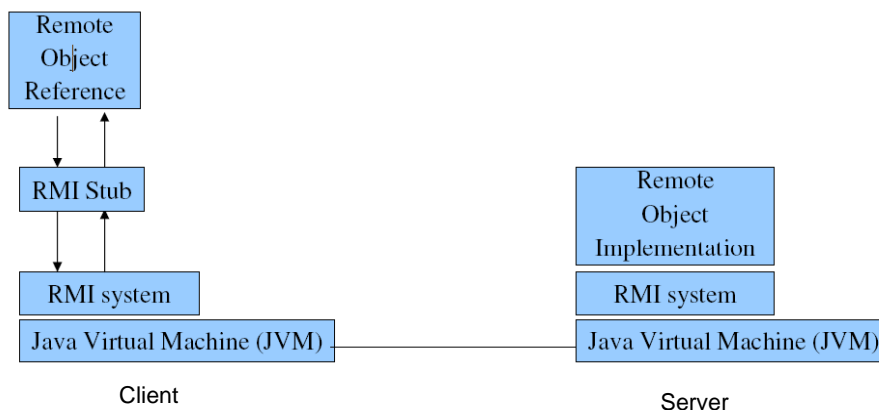 Remote
Object
Reference
RMI Stub
RMI system
Java Virtual Machine (JVM)
Client
Remote
Object
Implementation
RMI system
Java Virtual Machine (JVM)
Server